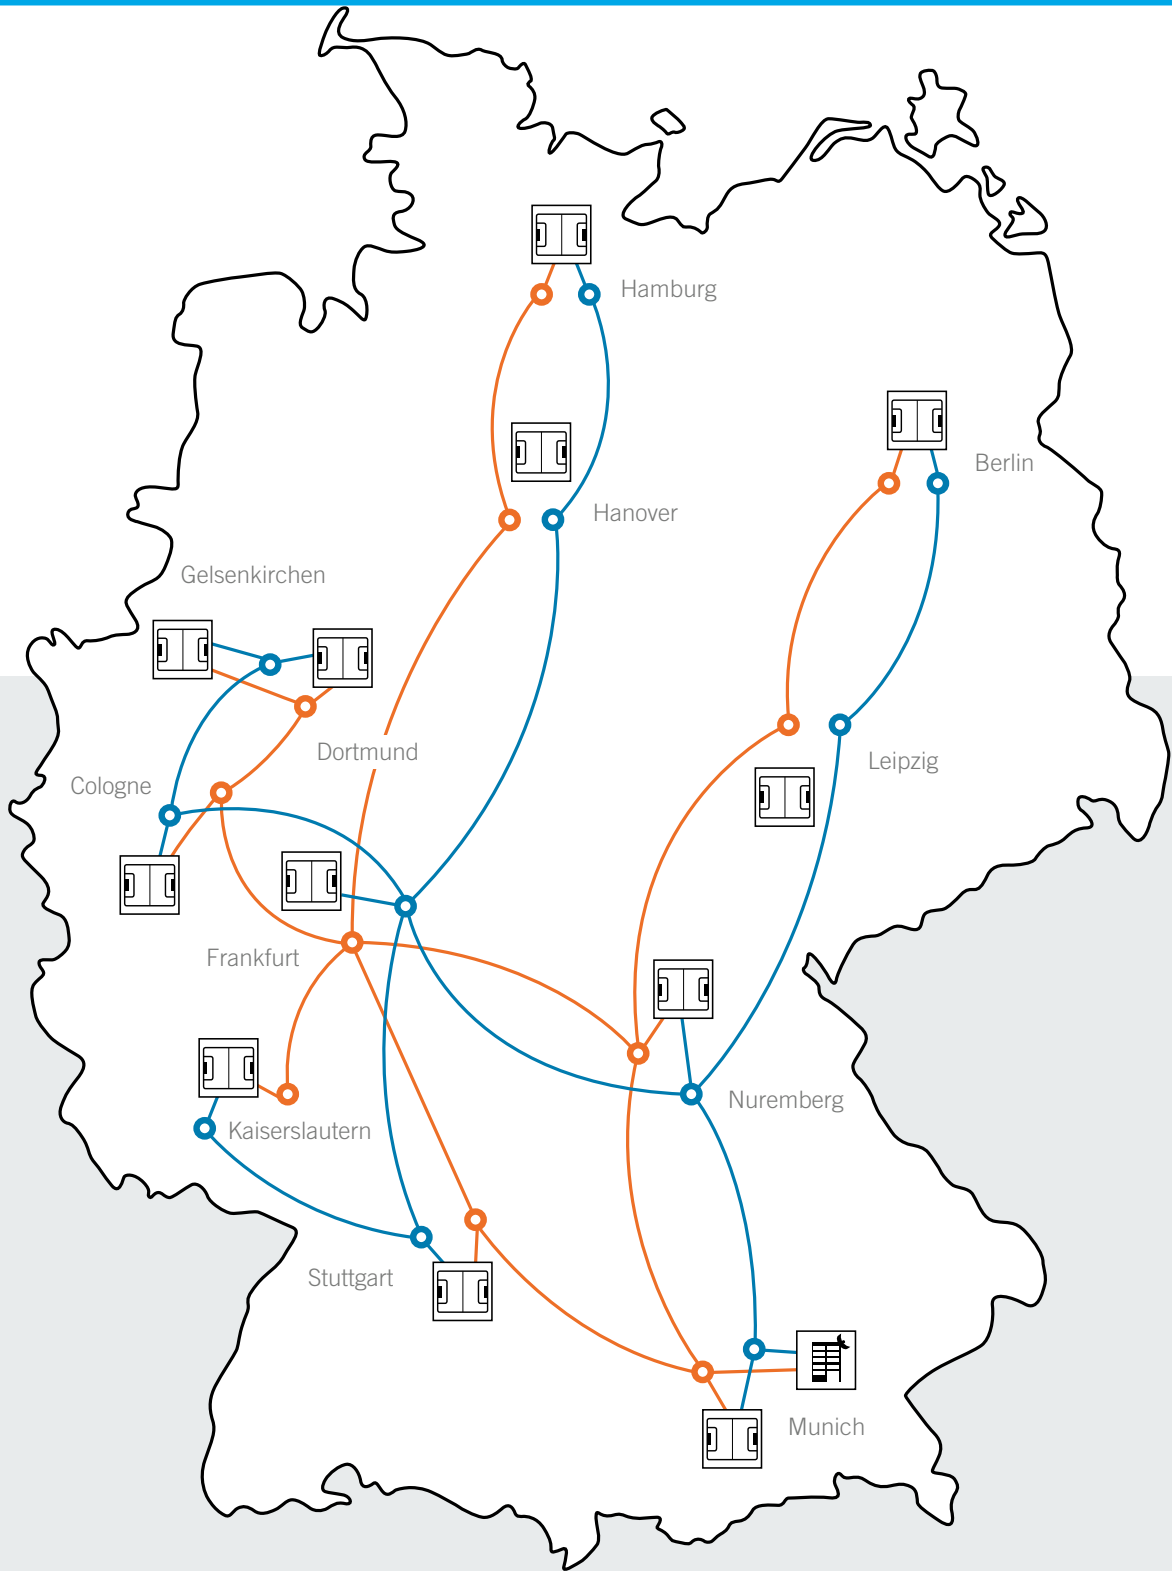 Hamburg
Berlin
Hanover
Gelsenkirchen
Dortmund
Leipzig
Cologne
Frankfurt
Nuremberg
Kaiserslautern
Stuttgart
Munich